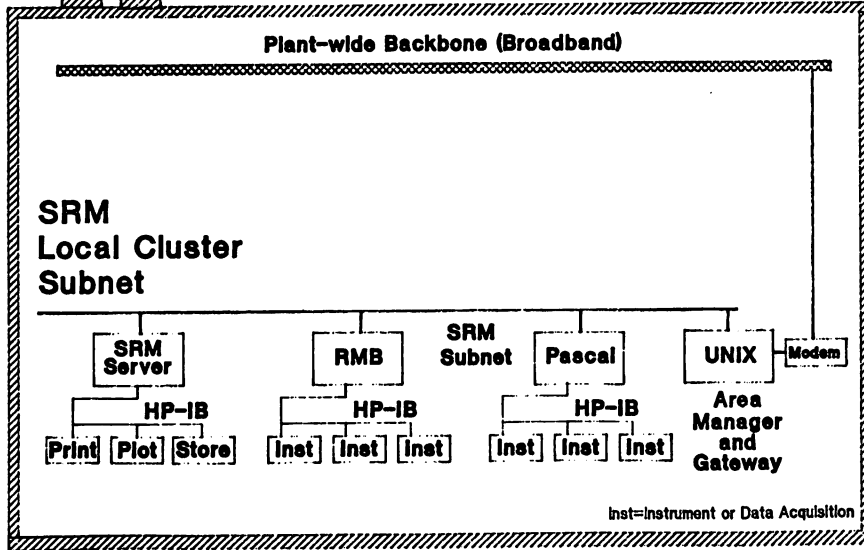 Plant-wide Backbone (Broadband)
SRM
Local Cluster
Subnet
SRM
Server
RMB
SRM
Subnet
Pascal
UNIX
Modem
HP-IB
HP-IB
HP-IB
Print
Plot
Store
Inst
Inst
Inst
Inst
Inst
Inst
Area
Manager
and
Gateway
Inst=Instrument or Data Acquisition